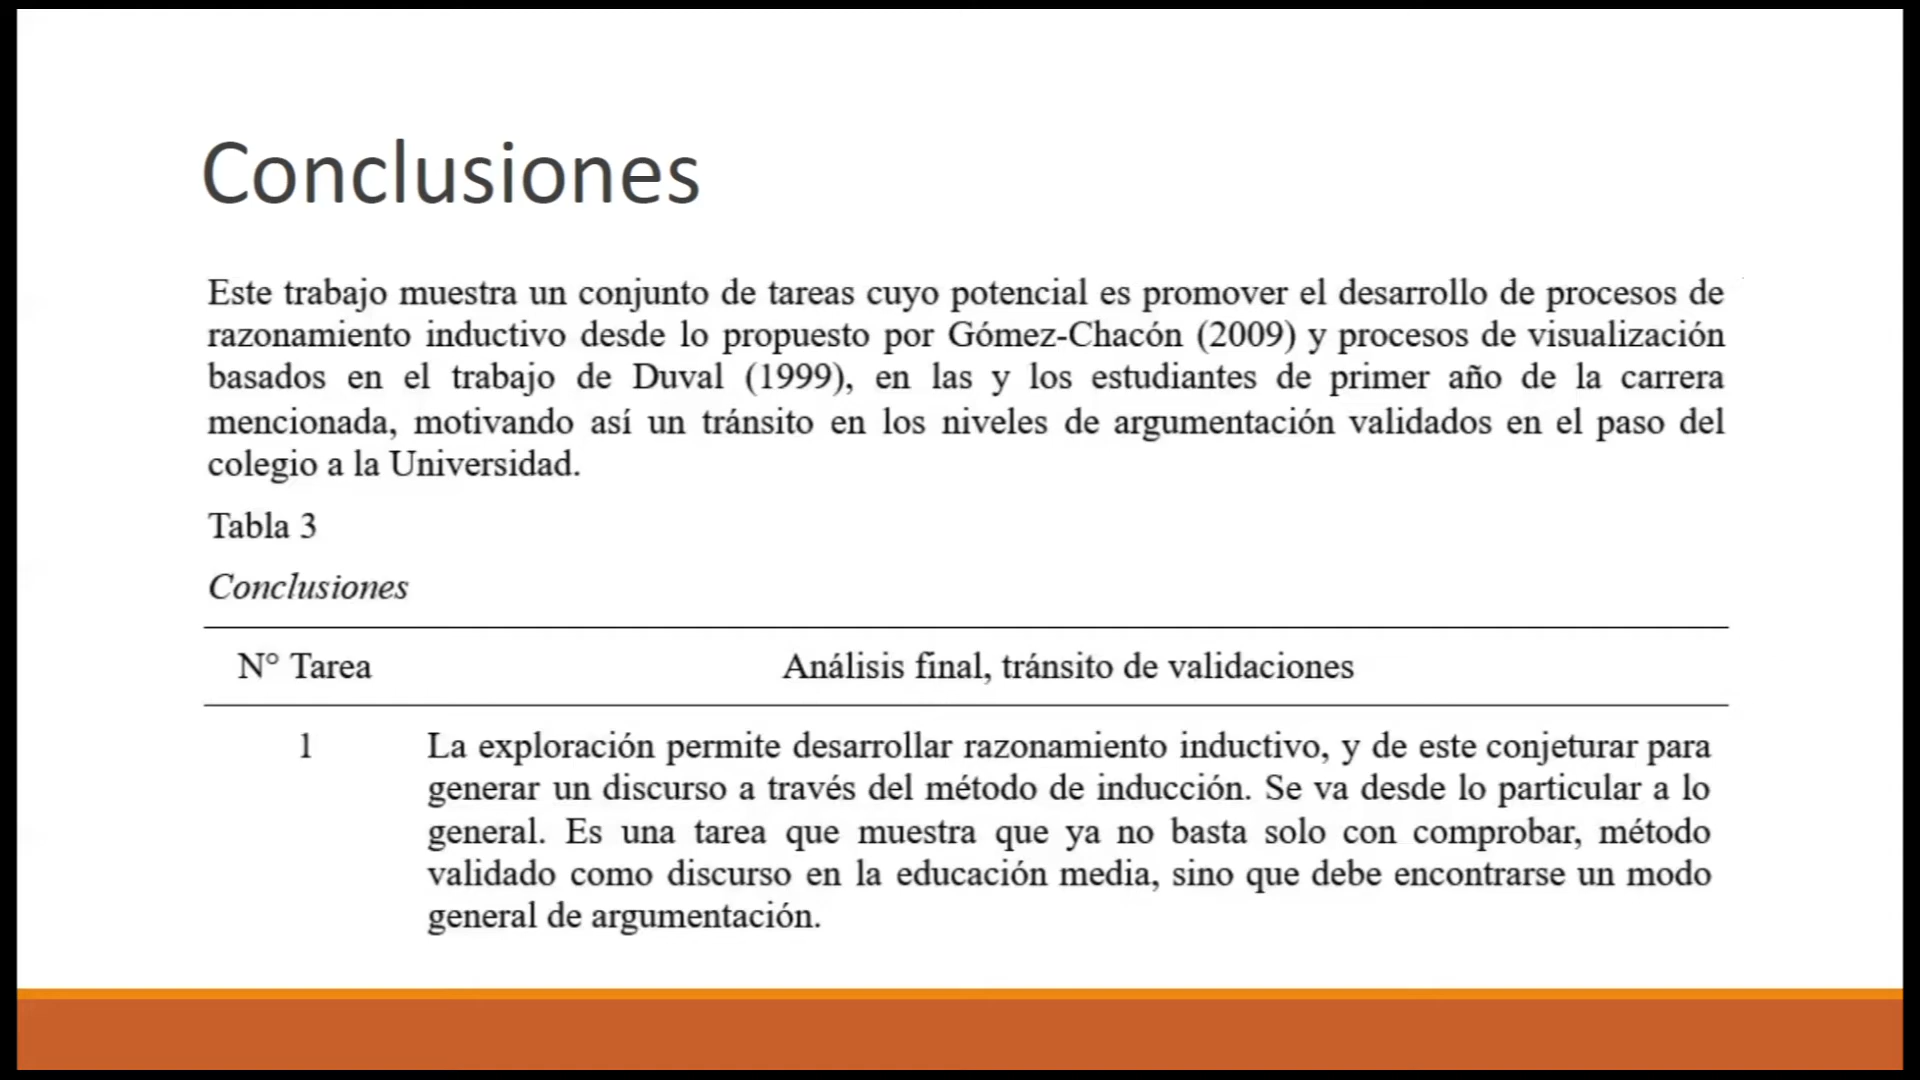 Conclusiones
Este trabajo muestra un conjunto de tareas cuyo potencial es promover el desarrollo de procesos de
razonamiento inductivo desde lo propuesto por Gómez-Chacón (2009) y procesos de visualización
basados en el trabajo de Duval (1999), en las y los estudiantes de primer año de la carrera
mencionada, motivando así un tránsito en los niveles de argumentación validados en el paso del
colegio a la Universidad.
Tabla 3
Conclusiones
N° Tarea Análisis final, tránsito de validaciones
1 La exploración permite desarrollar razonamiento inductivo, y de este conjeturar para
generar un discurso a través del método de inducción. Se va desde lo particular a lo
general. Es una tarea que muestra que ya no basta solo con comprobar, método
validado como discurso en la educación media, sino que debe encontrarse un modo
general de argumentación.